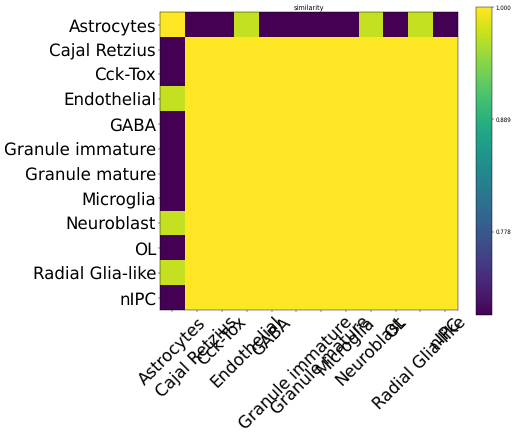 similarity
Astrocytes
Cajal Retzius
Cck-Tox
Endothelial
GABA
Granule immature
Granule mature
Microglia
Neuroblast
OL
Radial Glia-like
nIPC
1.000
0.889
0.778
Astrocytes
Cajal Retzius
Cck-Tox
Endothelial
GABA
Granule immature
Granule mature
Microglia
Neuroblast
OL
Radial Glia-like
nIPC